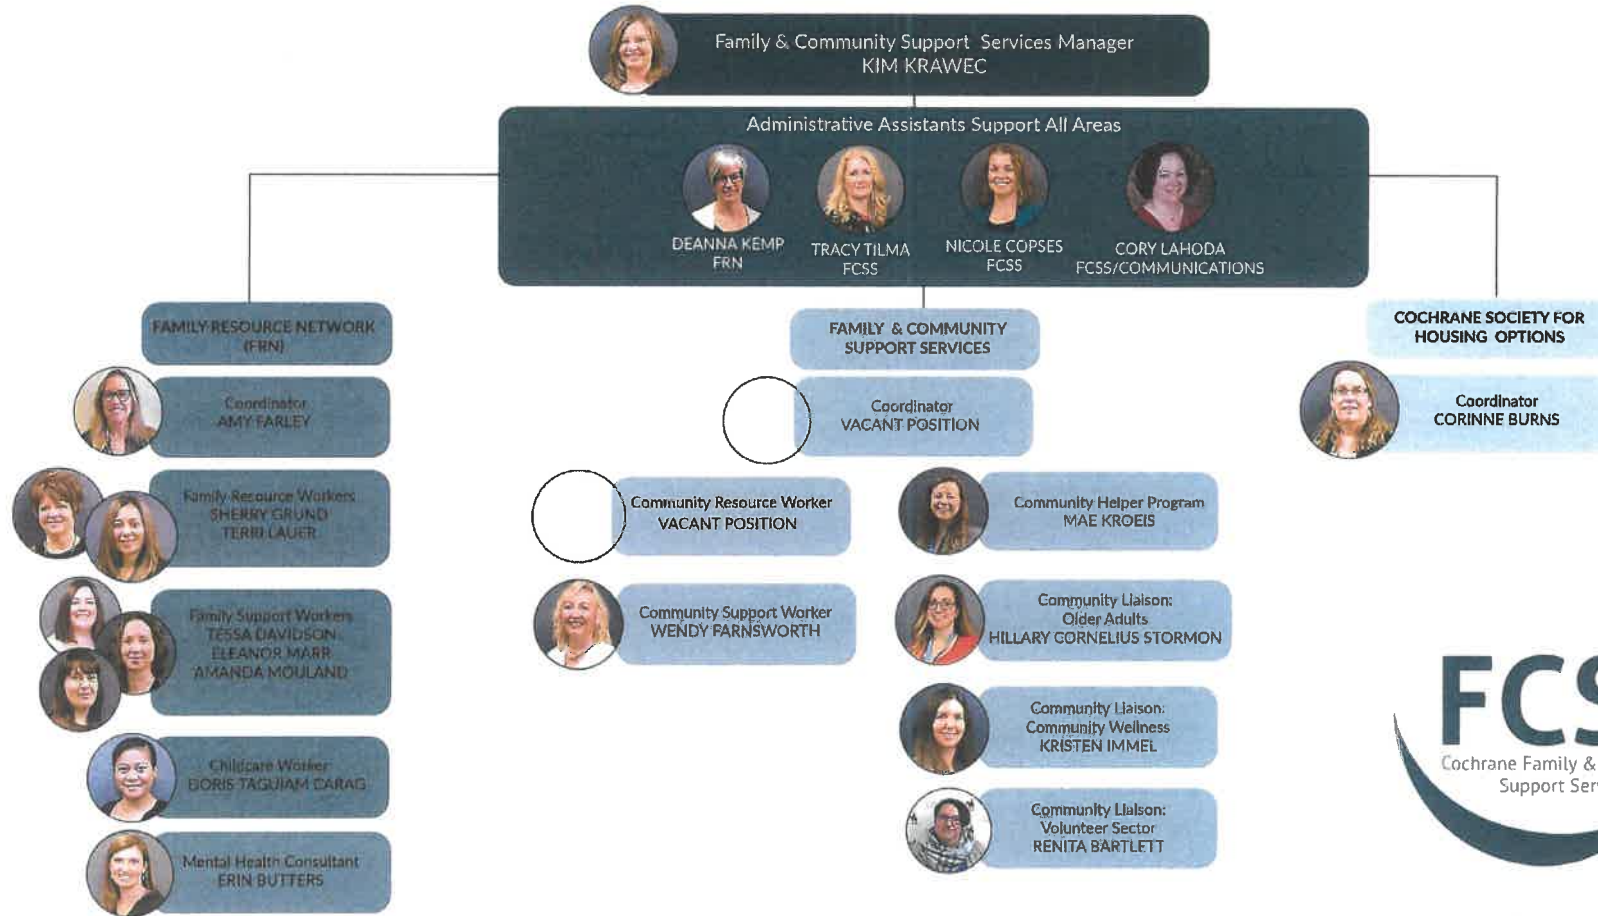 Family & Community Support Services Manager
KIM KRAWEC
Administrative Assistants Support All Areas
DEANNA KEMP
FRN
TRACY TILMA
FCSS
NICOLE COPSES
FCSS
CORY LAHODA
FCSS/COMMUNICATIONS
FAMILY RESOURCE NETWORK
(FRN)
Coordinator
AMY FARLEY
Family Resource Workers
SHERRY GRUND
TERRI LAUER
Family Support Workers
TESSA DAVIDSON
ELEANOR MARR
AMANDA MOULAND
Childcare Worker
DORIS TAGUIAM CARAG
Mental Health Consultant
ERIN BUTTERS
FAMILY & COMMUNITY
SUPPORT SERVICES
Coordinator
VACANT POSITION
Community Resource Worker
VACANT POSITION
Community Support Worker
WENDY FARNSWORTH
Community Helper Program
MAE KROEIS
Community Liaison:
Older Adults
HILLARY CORNELIUS STORMON
Community Liaison:
Community Wellness
KRISTEN IMMEL
Community Liaison:
Volunteer Sector
RENITA BARTLETT
COCHRANE SOCIETY FOR
HOUSING OPTIONS
Coordinator
CORINNE BURNS
FCS
Cochrane Family &
Support Ser